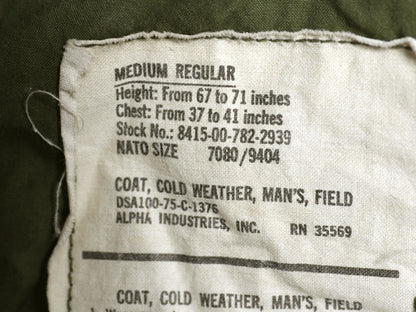 MEDIUM REGULAR
Height: From 67 to 71 inches
Chest: From 37 to 41 inches
Stock No.: 8415-00-782-2939
NATO SIZE 7080/9404
COAT, COLD WEATHER, MAN'S, FIELD
DSA100-75-C-1376
ALPHA INDUSTRIES, INC. RN 35569
COAT, COLD WEATHER, MAN'S, FIELD